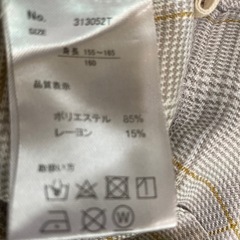 No. 313052T
SIZE
身長 155〜165
160
品質表示
ポリエステル 85%
レーヨン 15%
取扱い方